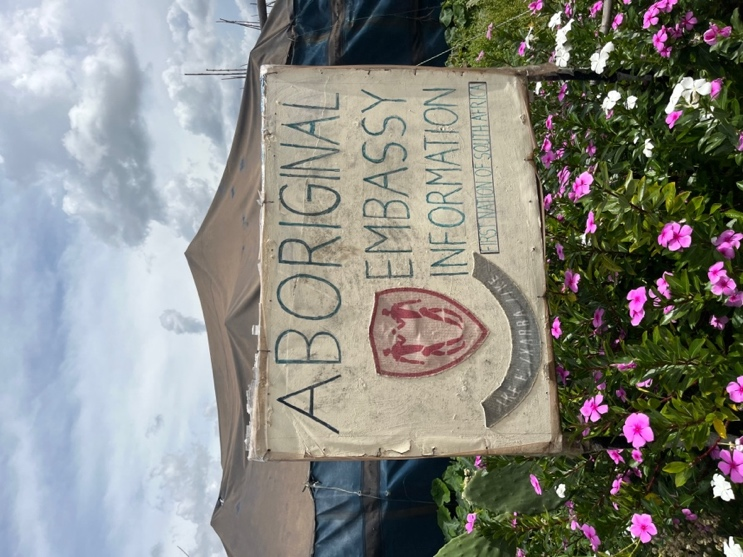 ABORIGINAL
EMBASSY
INFORMATION
FIRST NATION OF SOUTH AFRICA